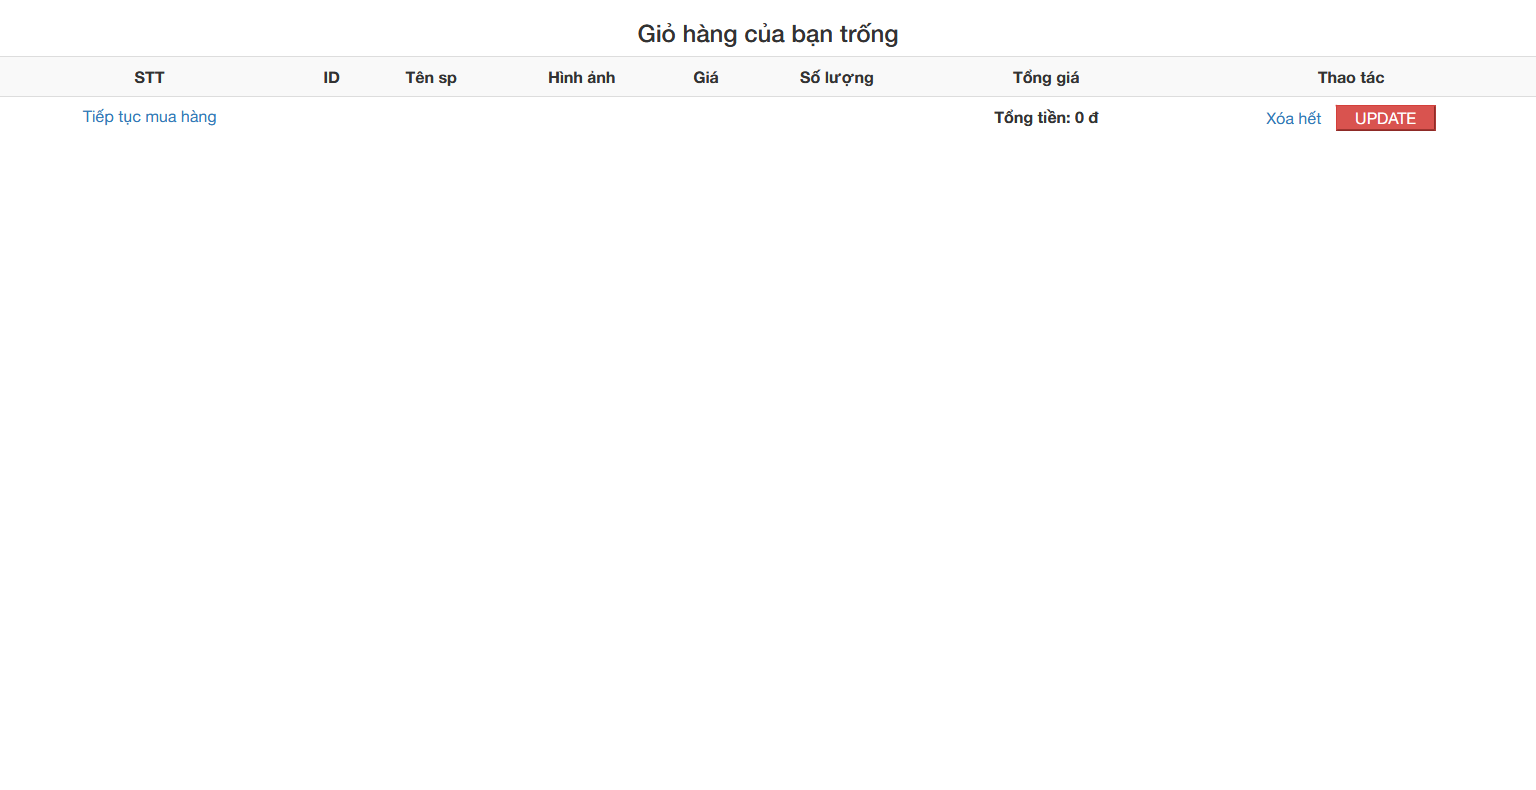 Giỏ hàng của bạn trống
STT ID Tên sp Hình ảnh Giá Số lượng Tổng giá Thao tác
Tiếp tục mua hàng Tổng tiền: 0 đ Xóa hết UPDATE